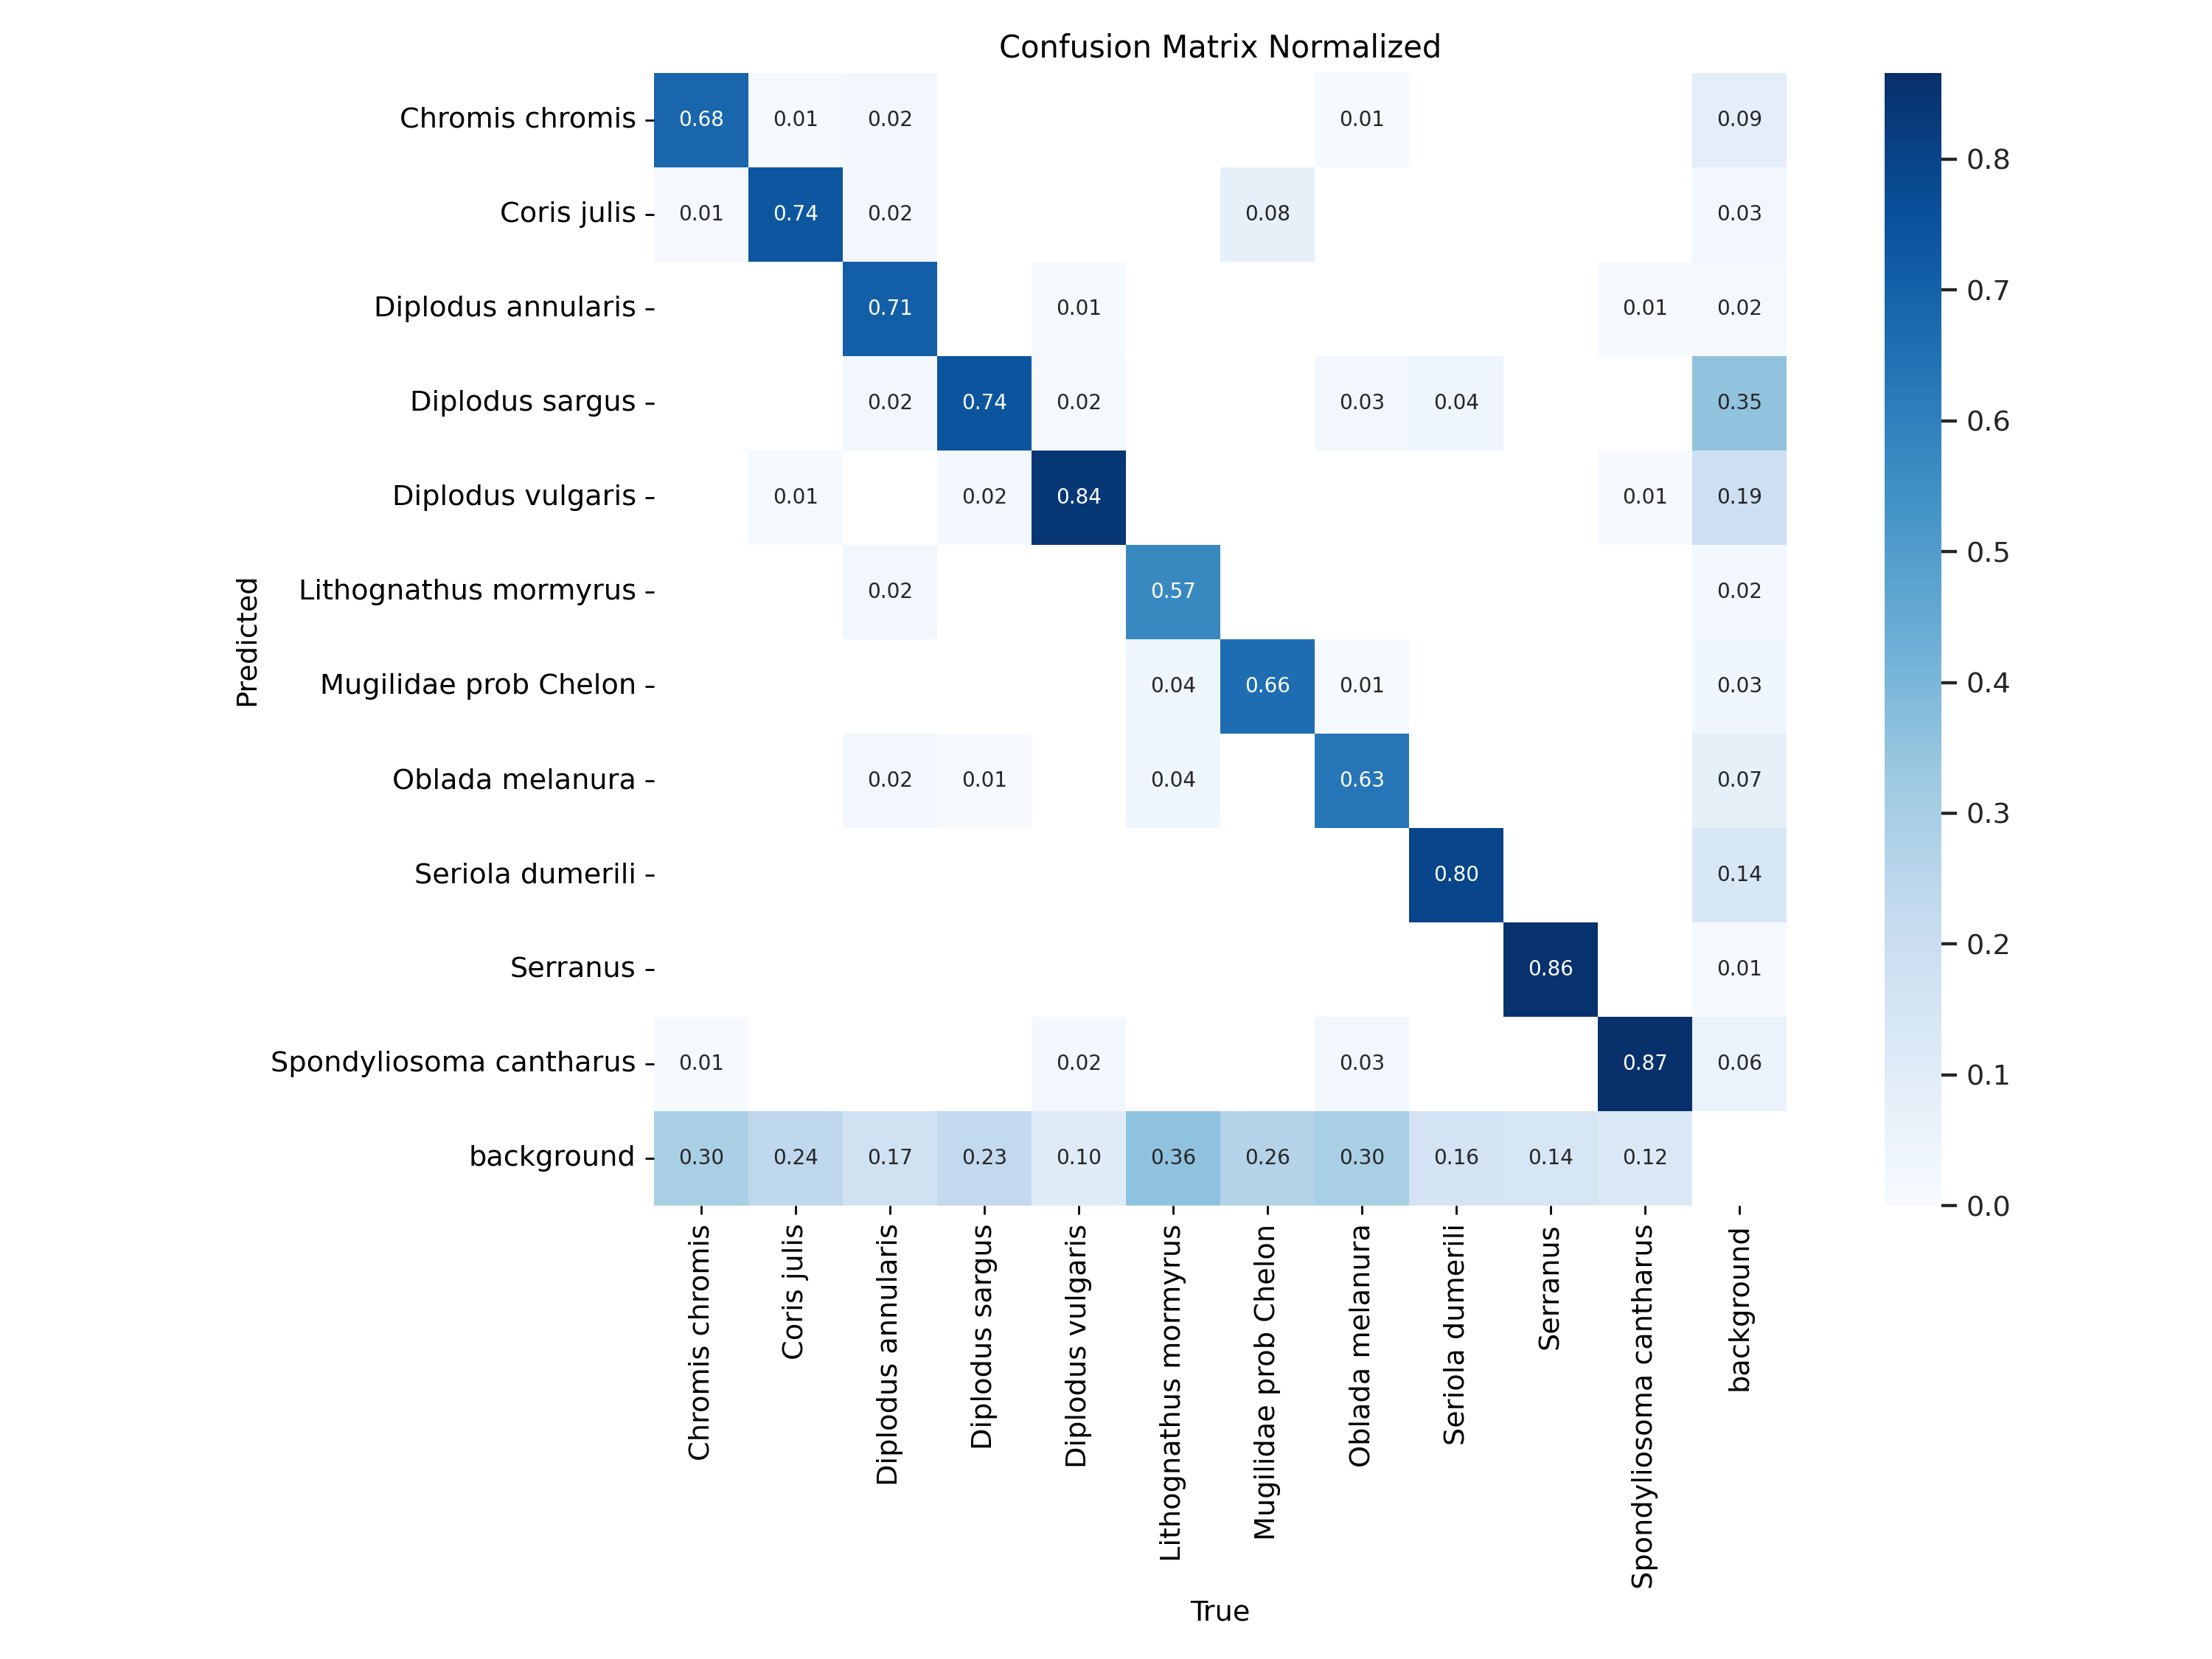 Confusion Matrix Normalized
Chromis chromis 0.68 0.01 0.02 0.01 0.09
Coris julis 0.01 0.74 0.02 0.08 0.03
Diplodus annularis 0.71 0.01 0.01 0.02
Diplodus sargus 0.02 0.74 0.02 0.03 0.04 0.35
Diplodus vulgaris 0.01 0.02 0.84 0.01 0.19
Lithognathus mormyrus 0.02 0.57 0.02
Mugilidae prob Chelon 0.04 0.66 0.01 0.03
Oblada melanura 0.02 0.01 0.04 0.63 0.07
Seriola dumerili 0.80 0.14
Serranus 0.86 0.01
Spondyliosoma cantharus 0.01 0.02 0.03 0.87 0.06
background 0.30 0.24 0.17 0.23 0.10 0.36 0.26 0.30 0.16 0.14 0.12
Predicted
Chromis chromis
Coris julis
Diplodus annularis
Diplodus sargus
Diplodus vulgaris
Lithognathus mormyrus
Mugilidae prob Chelon
Oblada melanura
Seriola dumerili
Serranus
Spondyliosoma cantharus
background
True
0.8
0.7
0.6
0.5
0.4
0.3
0.2
0.1
0.0